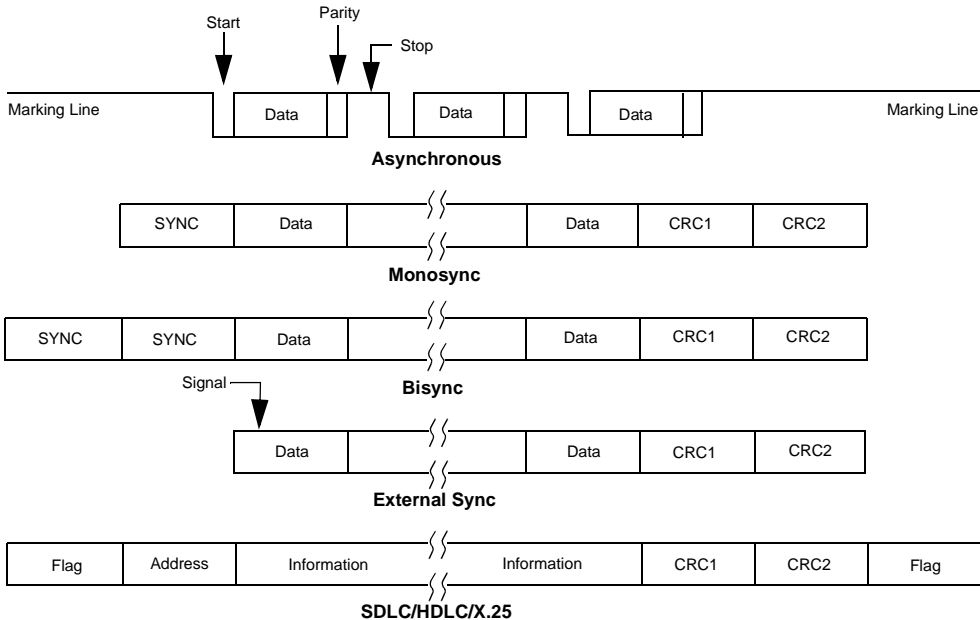 Start
Parity
Stop
Marking Line Data Data Data Marking Line
Asynchronous
SYNC Data Data CRC1 CRC2
Monosync
SYNC SYNC Data Data CRC1 CRC2
Bisync
Signal
Data Data CRC1 CRC2
External Sync
Flag Address Information Information CRC1 CRC2 Flag
SDLC/HDLC/X.25